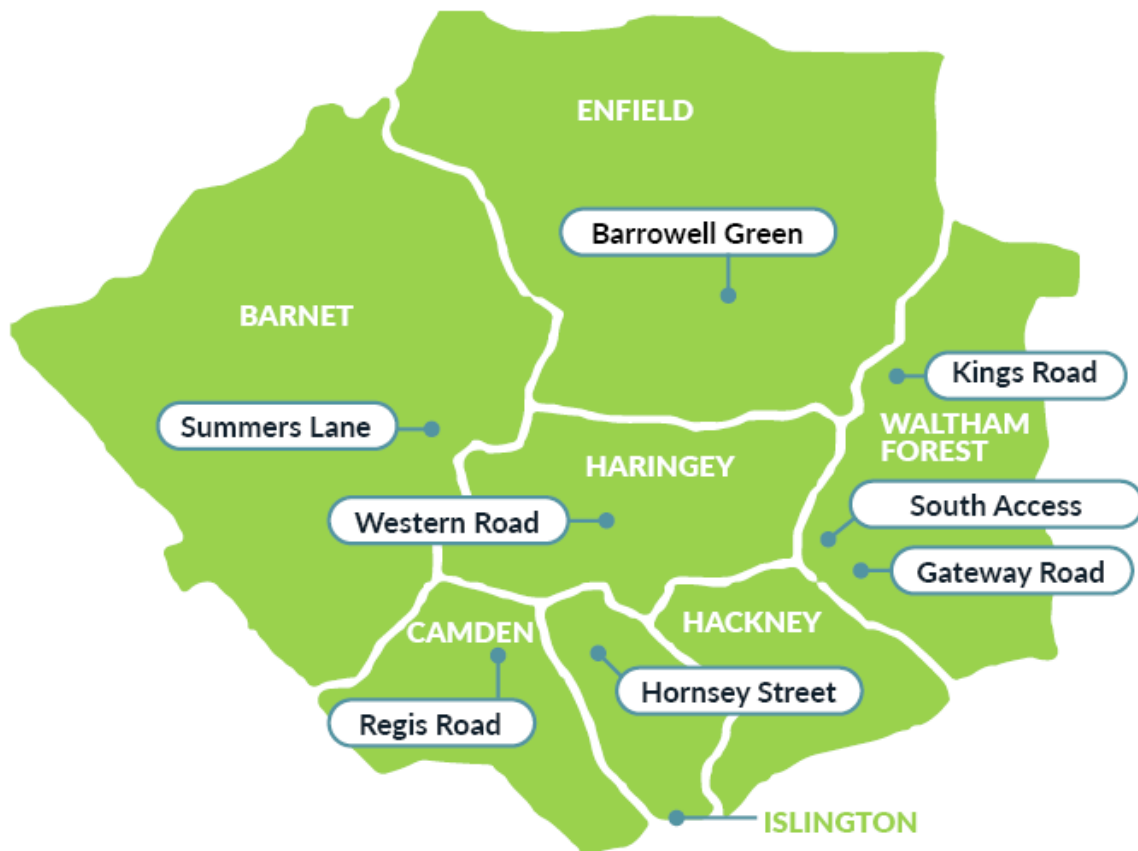 ENFIELD
Barrowell Green
BARNET
Kings Road
Summers Lane
WALTHAM
FOREST
HARINGEY
Western Road
South Access
Gateway Road
CAMDEN
HACKNEY
Hornsey Street
Regis Road
ISLINGTON